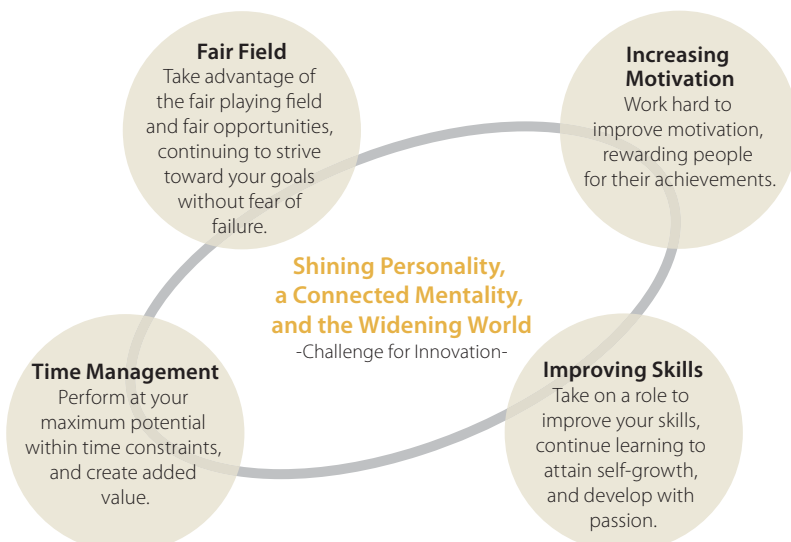 Fair Field
Take advantage of
the fair playing field
and fair opportunities,
continuing to strive
toward your goals
without fear of
failure.
Increasing
Motivation
Work hard to
improve motivation,
rewarding people
for their achievements.
Shining Personality,
a Connected Mentality,
and the Widening World
-Challenge for Innovation-
Time Management
Perform at your
maximum potential
within time constraints,
and create added
value.
Improving Skills
Take on a role to
improve your skills,
continue learning to
attain self-growth,
and develop with
passion.